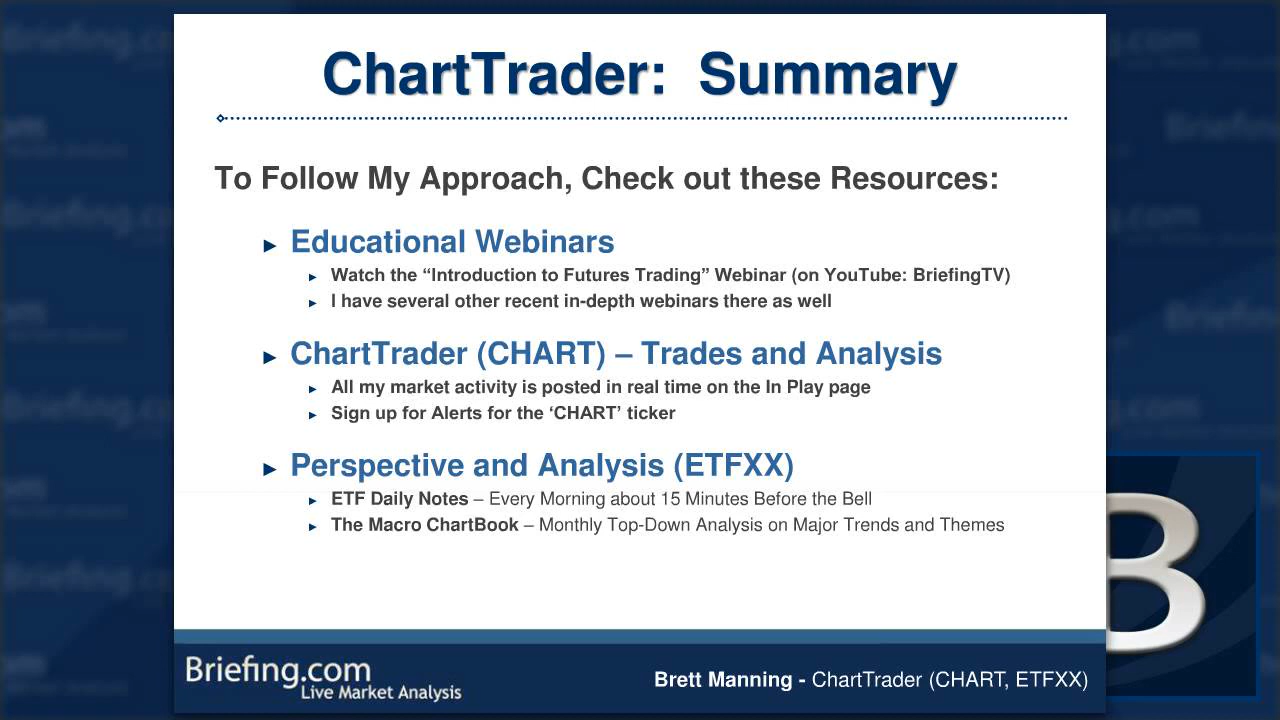 ChartTrader: Summary
To Follow My Approach, Check out these Resources:
► Educational Webinars
► Watch the “Introduction to Futures Trading” Webinar (on YouTube: BriefingTV)
► I have several other recent in-depth webinars there as well
► ChartTrader (CHART) – Trades and Analysis
► All my market activity is posted in real time on the In Play page
► Sign up for Alerts for the ‘CHART’ ticker
► Perspective and Analysis (ETFXX)
► ETF Daily Notes – Every Morning about 15 Minutes Before the Bell
► The Macro ChartBook – Monthly Top-Down Analysis on Major Trends and Themes
Briefing.com
Live Market Analysis
Brett Manning - ChartTrader (CHART, ETFXX)
B